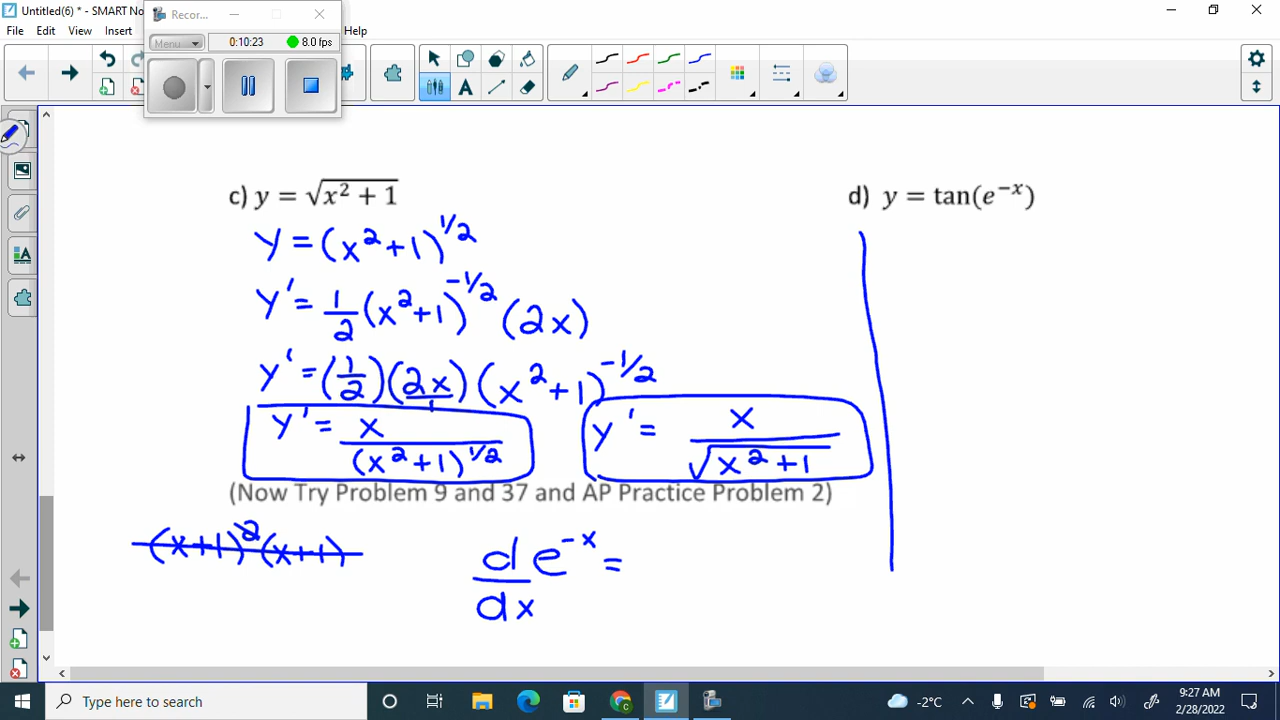 Untitled(6) * - SMART No
File Edit View Insert Help
Recor...
Menu 0:10:23 8.0 fps
c) y = √(x² + 1)
d) y = tan(e⁻ˣ)
y = (x²+1)^1/2
y' = 1/2 (x²+1)^-1/2 (2x)
y' = (1/2)(2x/1)(x²+1)^-1/2
y' = x/(x²+1)^1/2
y' = x/√(x²+1)
(Now Try Problem 9 and 37 and AP Practice Problem 2)
(x+1)²(x+1)
d/dx e^-x =
Type here to search
-2°C
9:27 AM
2/28/2022